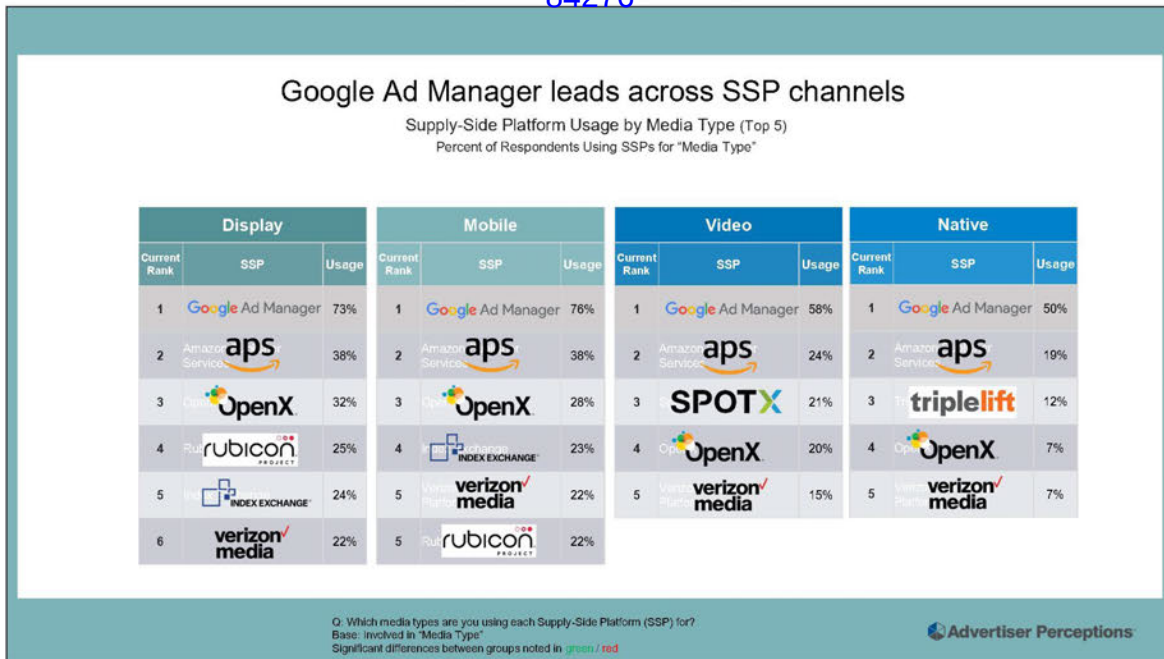 Google Ad Manager leads across SSP channels
Supply-Side Platform Usage by Media Type (Top 5)
Percent of Respondents Using SSPs for “Media Type”
Display
Current Rank SSP Usage
1 Google Ad Manager 73%
2 aps 38%
3 OpenX 32%
4 rubicon PROJECT 25%
5 INDEX EXCHANGE 24%
6 verizon media 22%
Mobile
Current Rank SSP Usage
1 Google Ad Manager 76%
2 aps 38%
3 OpenX 28%
4 INDEX EXCHANGE 23%
5 verizon media 22%
5 rubicon PROJECT 22%
Video
Current Rank SSP Usage
1 Google Ad Manager 58%
2 aps 24%
3 SPOTX 21%
4 OpenX 20%
5 verizon media 15%
Native
Current Rank SSP Usage
1 Google Ad Manager 50%
2 aps 19%
3 triplelift 12%
4 OpenX 7%
5 verizon media 7%
Q: Which media types are you using each Supply-Side Platform (SSP) for?
Base: Involved in “Media Type”
Significant differences between groups noted in green / red
Advertiser Perceptions